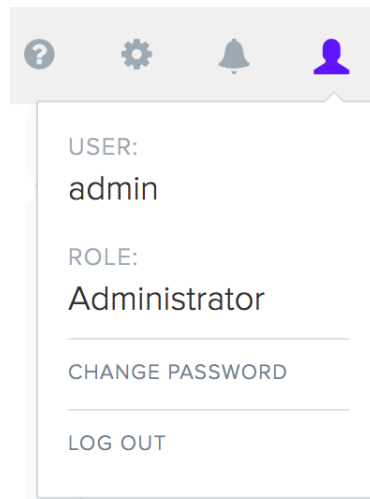 USER:
admin
ROLE:
Administrator
CHANGE PASSWORD
LOG OUT